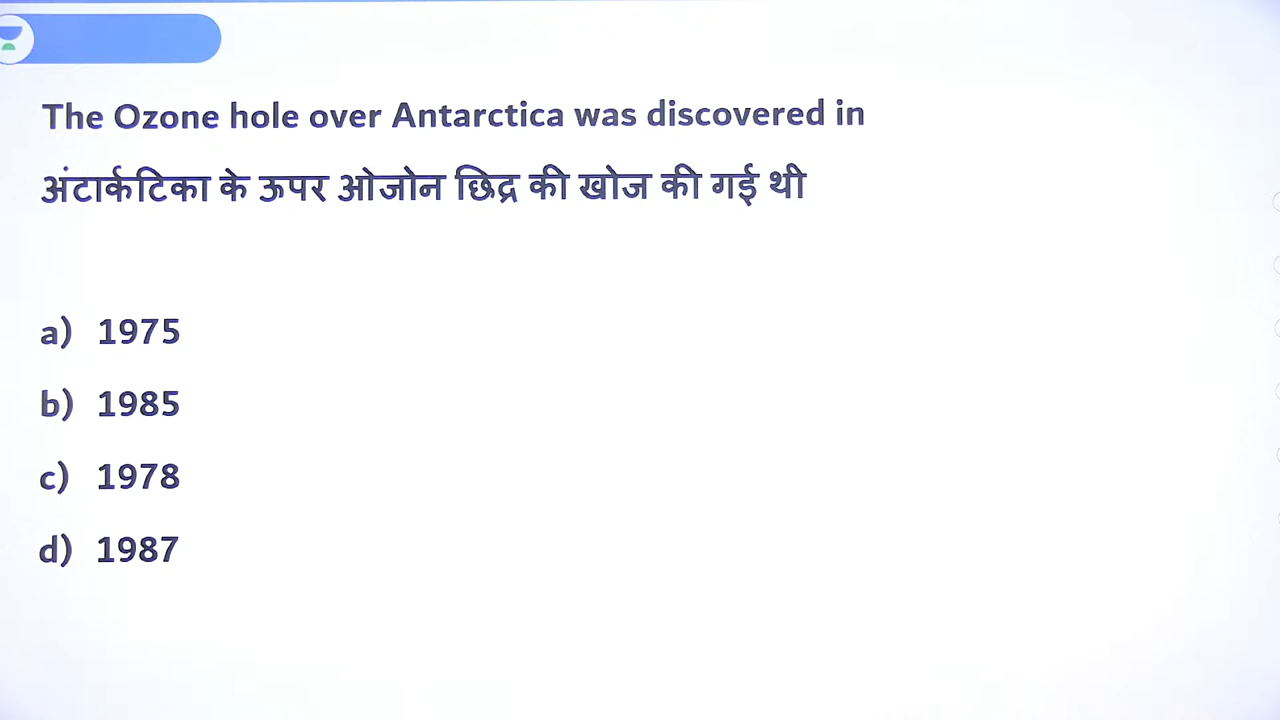 The Ozone hole over Antarctica was discovered in
अंटार्कटिका के ऊपर ओजोन छिद्र की खोज की गई थी
a) 1975
b) 1985
c) 1978
d) 1987